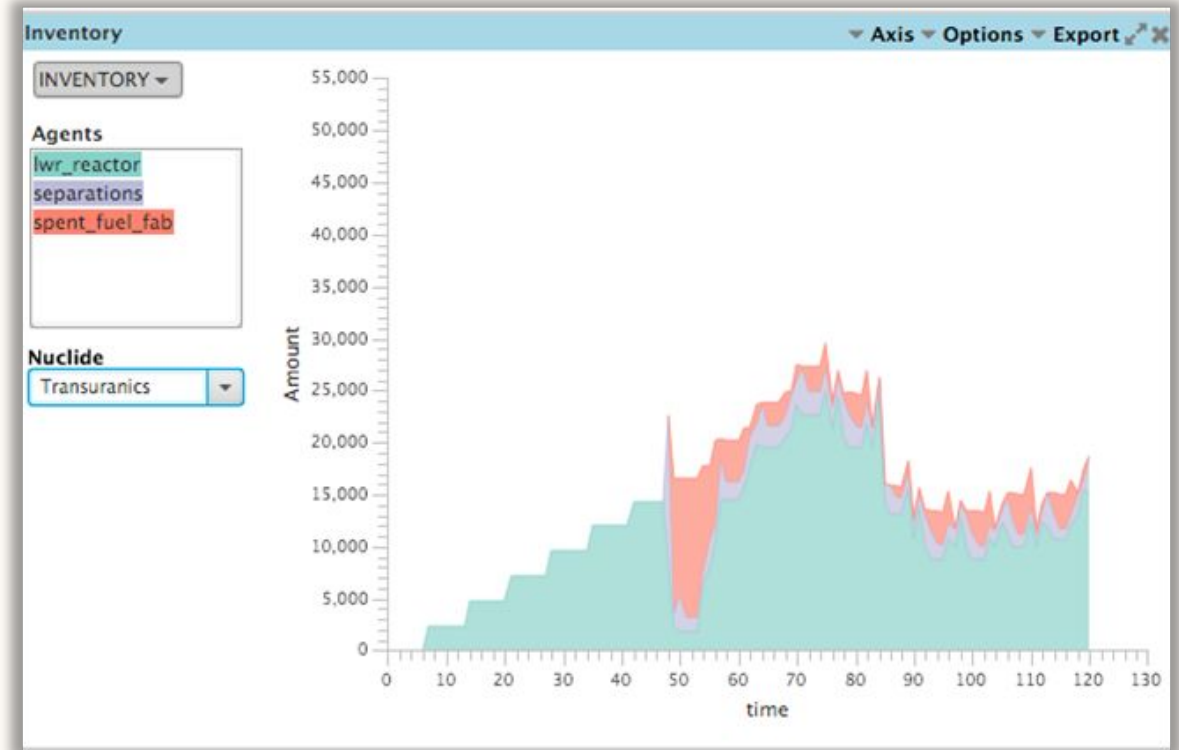 Inventory
Axis Options Export
INVENTORY
Agents
lwr_reactor
separations
spent_fuel_fab
Nuclide
Transuranics
55,000
50,000
45,000
40,000
35,000
30,000
25,000
20,000
15,000
10,000
5,000
0
Amount
0 10 20 30 40 50 60 70 80 90 100 110 120 130
time